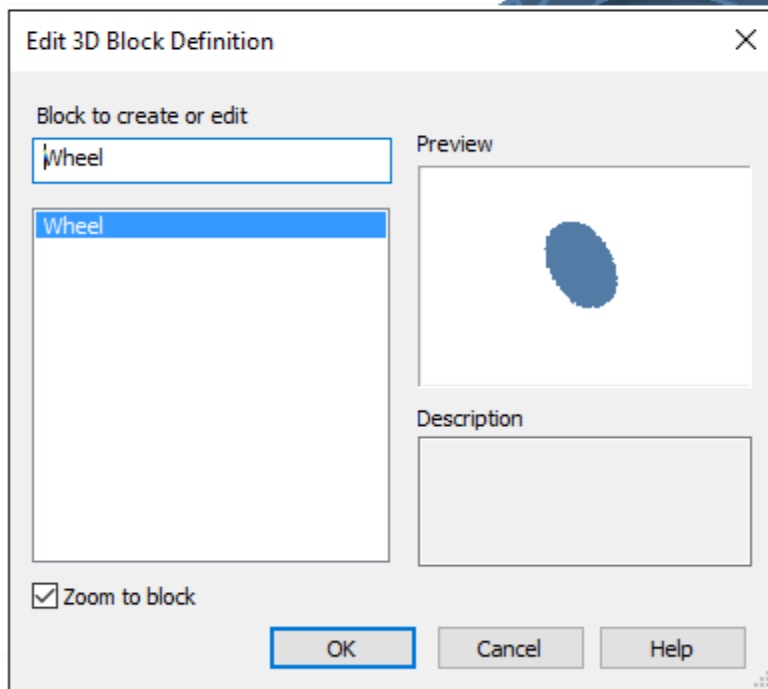 Edit 3D Block Definition
Block to create or edit
Wheel
Preview
Wheel
Description
Zoom to block
OK
Cancel
Help